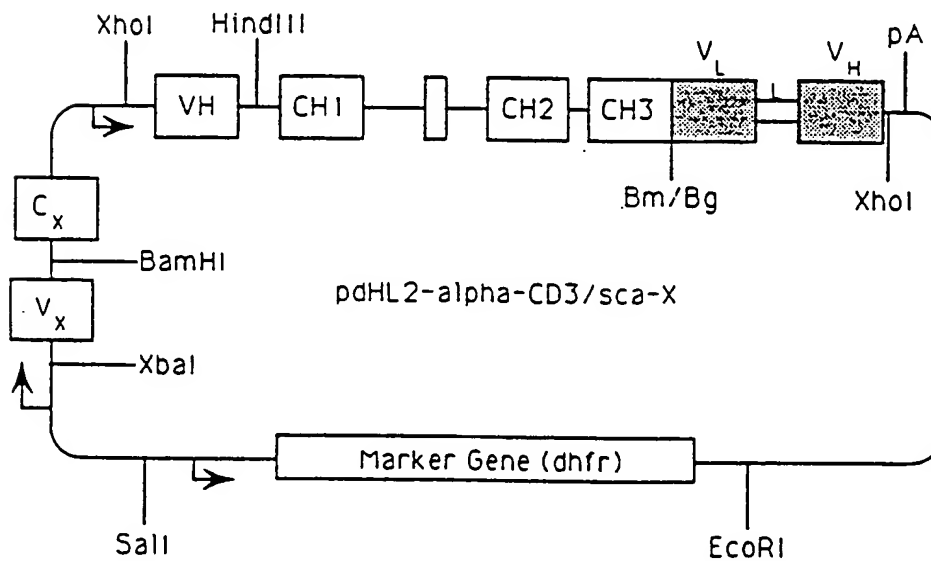 XhoI HindIII pA
V_L V_H
VH CH1 CH2 CH3 L
Bm/Bg XhoI
C_X
BamHI
pdHL2-alpha-CD3/sca-X
V_X
XbaI
Marker Gene (dhfr)
SalI EcoRI